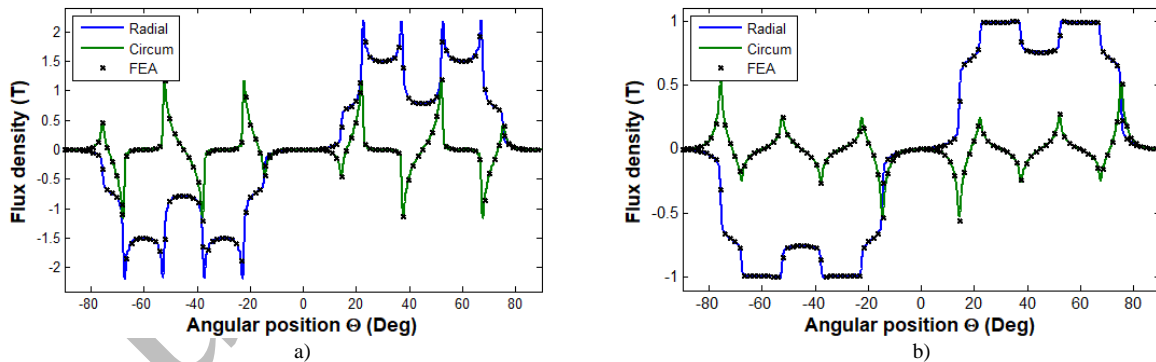 Radial
Circum
FEA
Flux density (T)
2
1.5
1
0.5
0
-0.5
-1
-1.5
-2
-80 -60 -40 -20 0 20 40 60 80
Angular position Θ (Deg)
a)
Radial
Circum
FEA
Flux density (T)
1
0.5
0
-0.5
-1
-80 -60 -40 -20 0 20 40 60 80
Angular position Θ (Deg)
b)